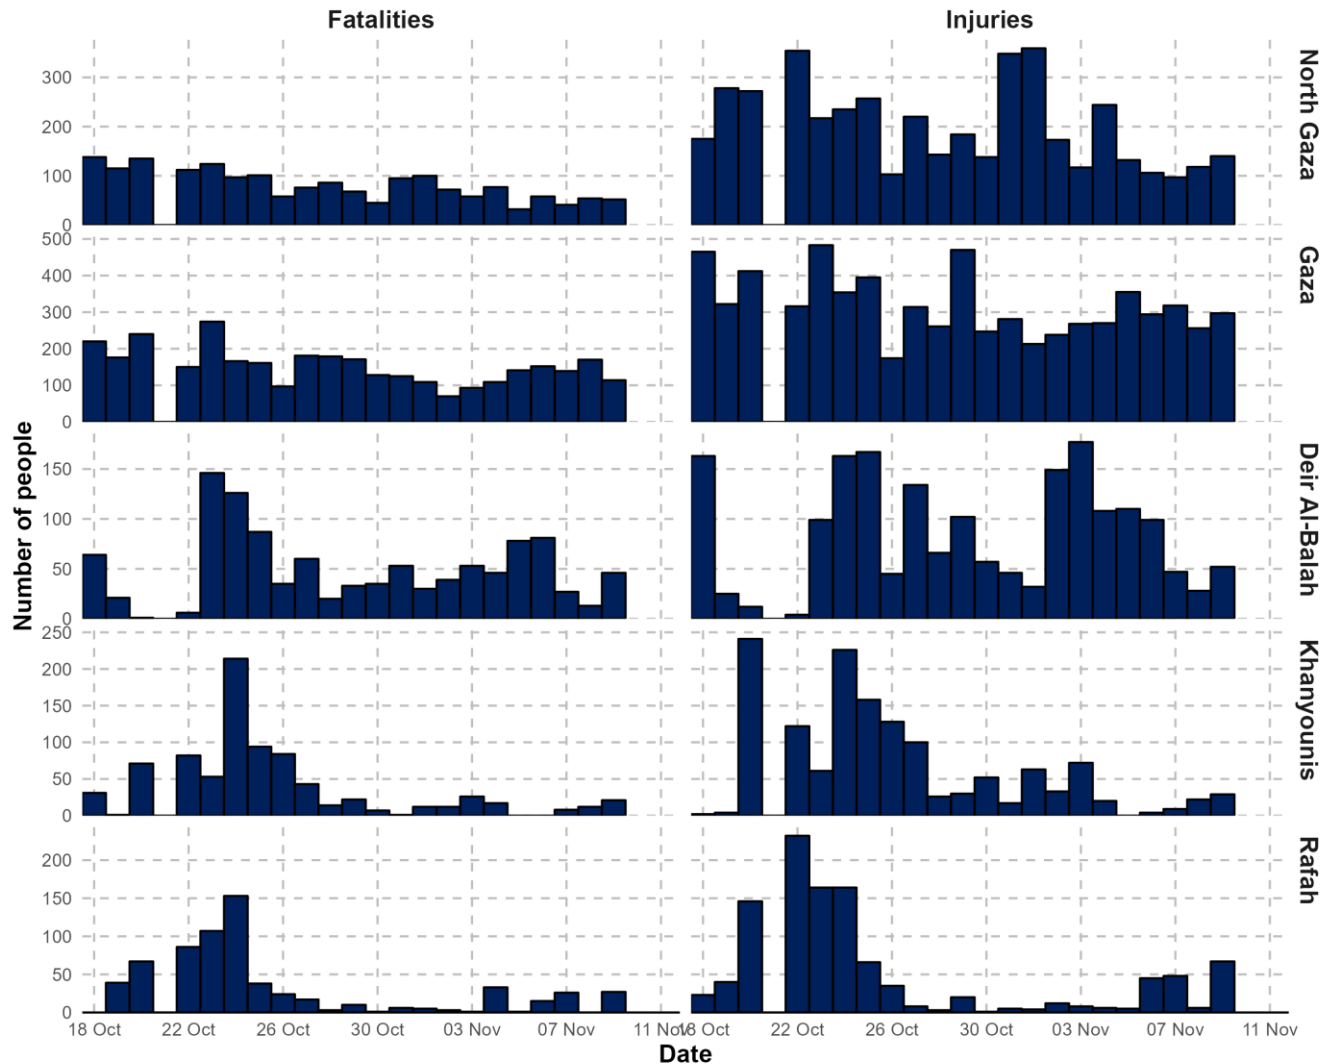 Fatalities
Injuries
Number of people
300
200
100
0
North Gaza
500
400
300
200
100
0
Gaza
150
100
50
0
Deir Al-Balah
250
200
150
100
50
0
Khanyounis
200
150
100
50
0
Rafah
18 Oct 22 Oct 26 Oct 30 Oct 03 Nov 07 Nov 11 Nov
18 Oct 22 Oct 26 Oct 30 Oct 03 Nov 07 Nov 11 Nov
Date